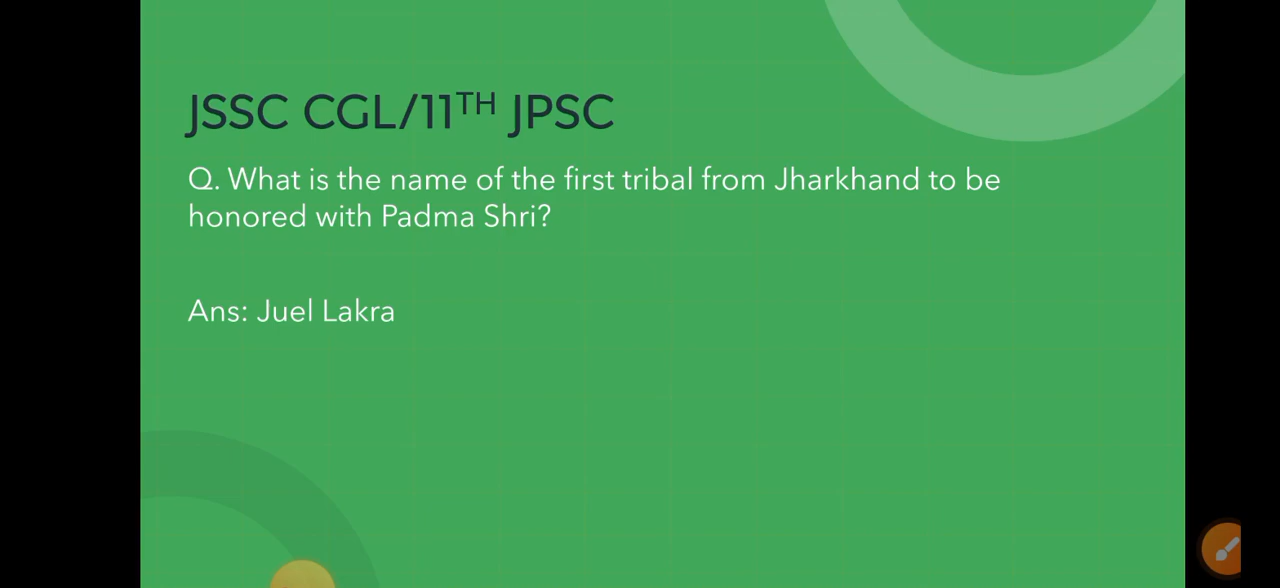 JSSC CGL/11TH JPSC
Q. What is the name of the first tribal from Jharkhand to be
honored with Padma Shri?
Ans: Juel Lakra